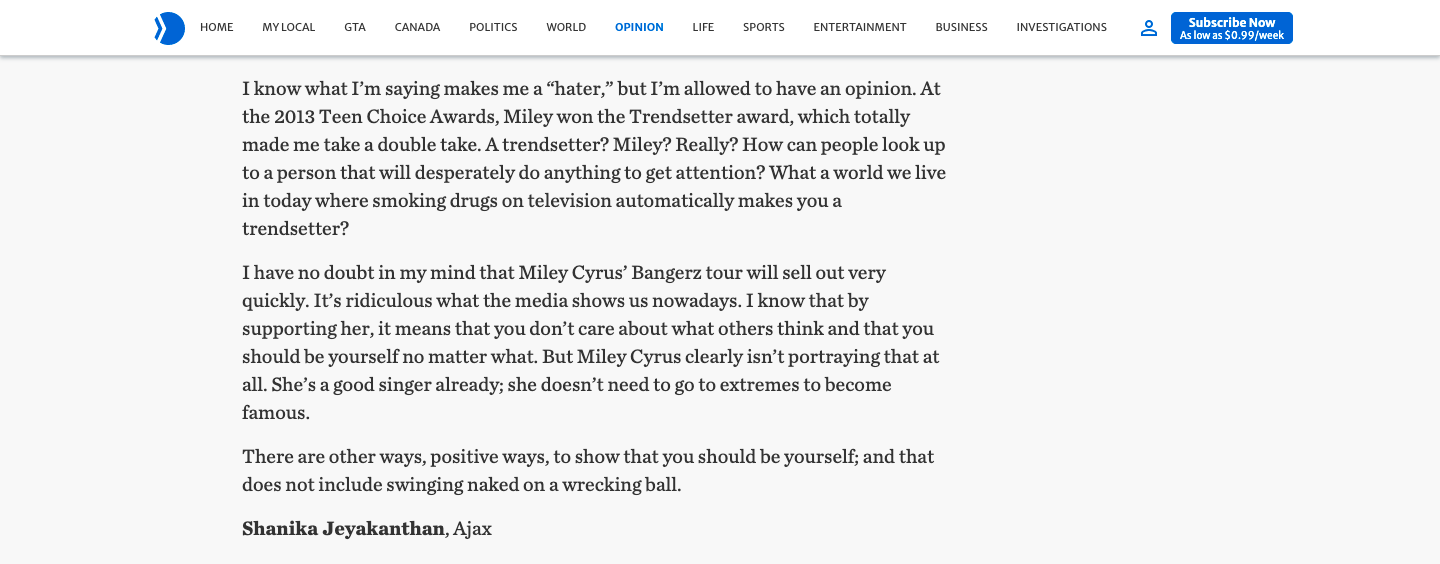 HOME MY LOCAL GTA CANADA POLITICS WORLD OPINION LIFE SPORTS ENTERTAINMENT BUSINESS INVESTIGATIONS
Subscribe Now
As low as $0.99/week
I know what I’m saying makes me a “hater,” but I’m allowed to have an opinion. At
the 2013 Teen Choice Awards, Miley won the Trendsetter award, which totally
made me take a double take. A trendsetter? Miley? Really? How can people look up
to a person that will desperately do anything to get attention? What a world we live
in today where smoking drugs on television automatically makes you a
trendsetter?
I have no doubt in my mind that Miley Cyrus’ Bangerz tour will sell out very
quickly. It’s ridiculous what the media shows us nowadays. I know that by
supporting her, it means that you don’t care about what others think and that you
should be yourself no matter what. But Miley Cyrus clearly isn’t portraying that at
all. She’s a good singer already; she doesn’t need to go to extremes to become
famous.
There are other ways, positive ways, to show that you should be yourself; and that
does not include swinging naked on a wrecking ball.
Shanika Jeyakanthan, Ajax